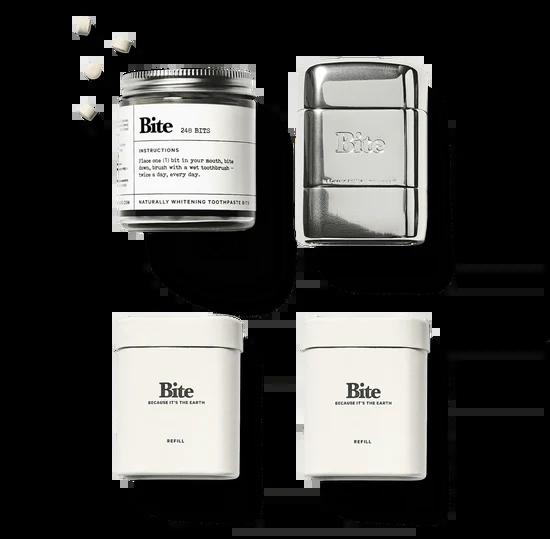 Bite 248 BITS
INSTRUCTIONS
Place one (1) bit in your mouth, bite
down, brush with a wet toothbrush —
twice a day, every day.
NATURALLY WHITENING TOOTHPASTE BITS
Bite
Bite
BECAUSE IT'S THE EARTH
REFILL
Bite
BECAUSE IT'S THE EARTH
REFILL